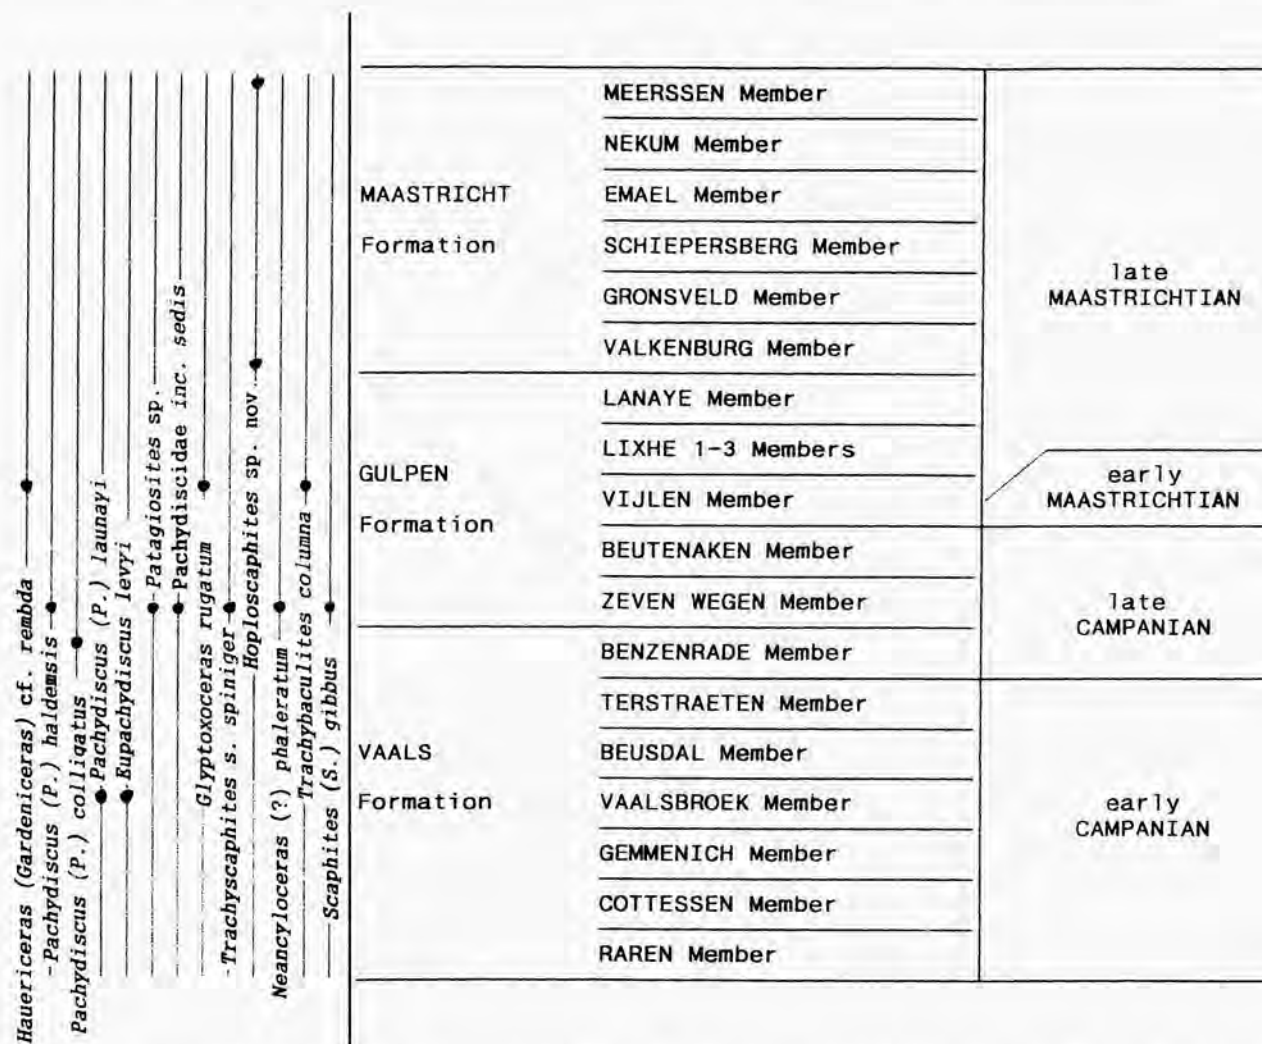 Hauericeras (Gardeniceras) cf. rembda
Pachydiscus (P.) haldemsis
Pachydiscus (P.) colligatus
Pachydiscus (P.) launayi
Eupachydiscus levyi
Patagiosites sp.
Pachydiscidae inc. sedis
Glyptoxoceras rugatum
Trachyscaphites s. spiniger
Hoploscaphites sp. nov.
Neancyloceras (?) phaleratum
Trachybaculites columna
Scaphites (S.) gibbus
MAASTRICHT
Formation
GULPEN
Formation
VAALS
Formation
MEERSSEN Member
NEKUM Member
EMAEL Member
SCHIEPERSBERG Member
GRONSVELD Member
VALKENBURG Member
LANAYE Member
LIXHE 1-3 Members
VIJLEN Member
BEUTENAKEN Member
ZEVEN WEGEN Member
BENZENRADE Member
TERSTRAETEN Member
BEUSDAL Member
VAALSBROEK Member
GEMMENICH Member
COTTESSEN Member
RAREN Member
late
MAASTRICHTIAN
early
MAASTRICHTIAN
late
CAMPANIAN
early
CAMPANIAN